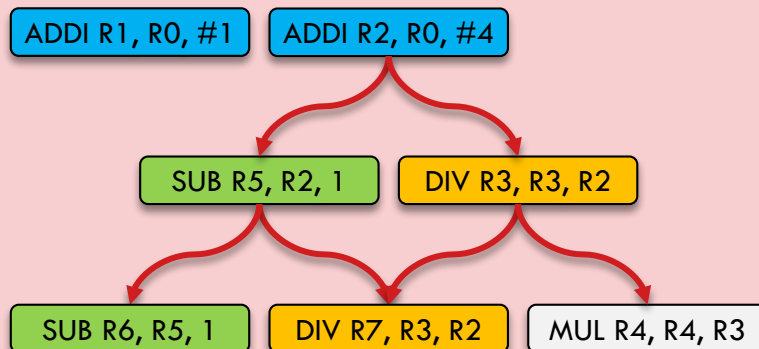 ADDI R1, R0, #1
ADDI R2, R0, #4
SUB R5, R2, 1
DIV R3, R3, R2
SUB R6, R5, 1
DIV R7, R3, R2
MUL R4, R4, R3